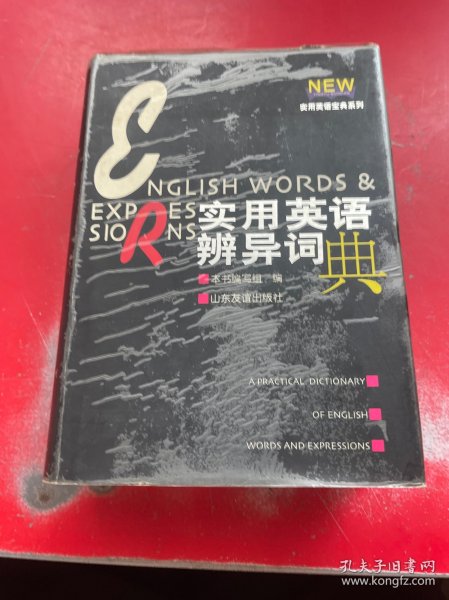 NEW
实用英语宝典系列
ENGLISH WORDS &
EXPRES
SIONS
R
实用英语
辨异词典
本书编写组 编
山东友谊出版社
A PRACTICAL DICTIONARY
OF ENGLISH
WORDS AND EXPRESSIONS
孔夫子旧书网
www.kongfz.com